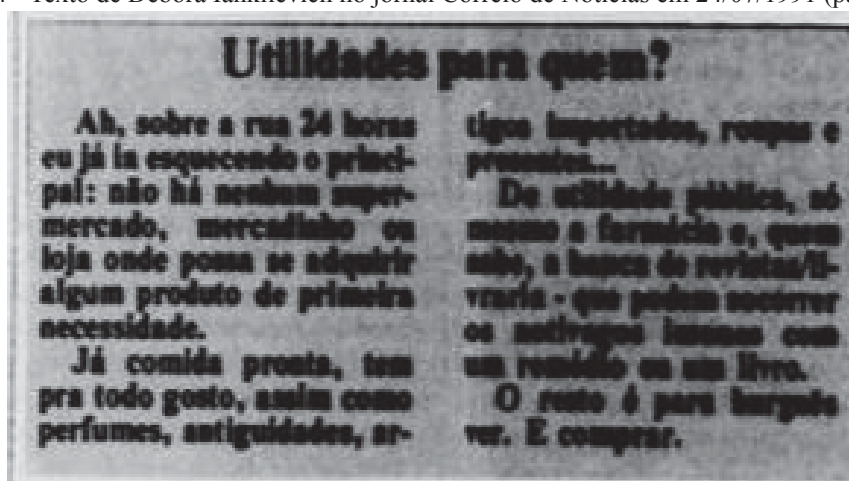 Texto de Débora Iankilevich no jornal Correio de Notícias em 24/07/1991
Utilidades para quem?
Ah, sobre a rua 24 horas
eu já ia esquecendo o princi-
pal: não há nenhum super-
mercado, mercadinho ou
loja onde possa se adquirir
algum produto de primeira
necessidade.
Já comida pronta, tem
pra todo gosto, assim como
perfumes, antiguidades, ar-
tigos importados, roupas e
presentes...
De utilidade pública, só
mesmo a farmácia e, quem
sabe, a banca de revistas/li-
vraria - que podem socorrer
os notívagos insones com
um remédio ou um livro.
O resto é para burguês
ver. E comprar.